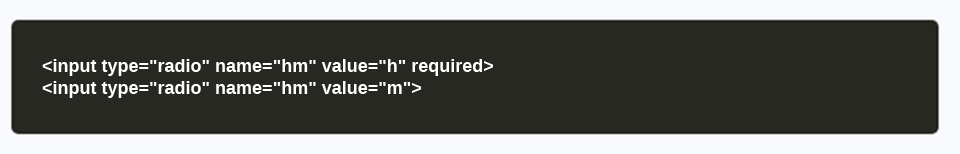 <input type="radio" name="hm" value="h" required>
<input type="radio" name="hm" value="m">